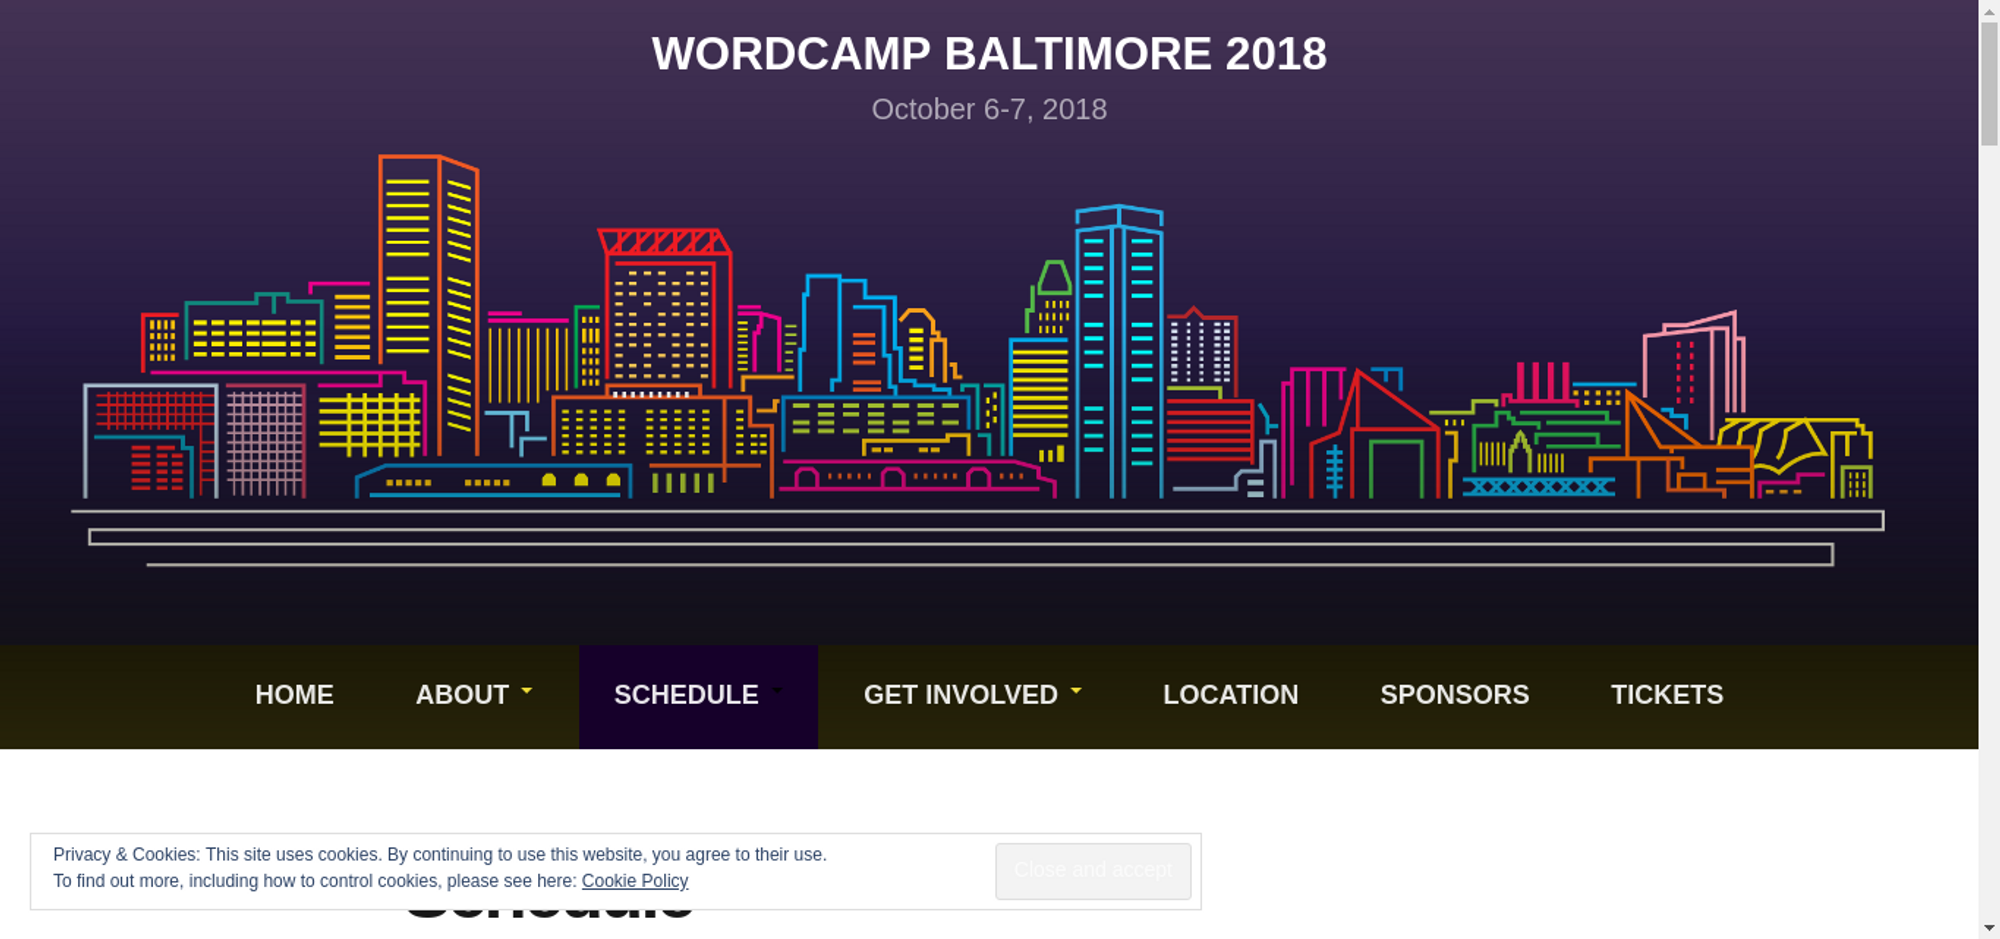 WORDCAMP BALTIMORE 2018
October 6-7, 2018
HOME ABOUT SCHEDULE GET INVOLVED LOCATION SPONSORS TICKETS
Privacy & Cookies: This site uses cookies. By continuing to use this website, you agree to their use.
To find out more, including how to control cookies, please see here: Cookie Policy
Close and accept
Schedule